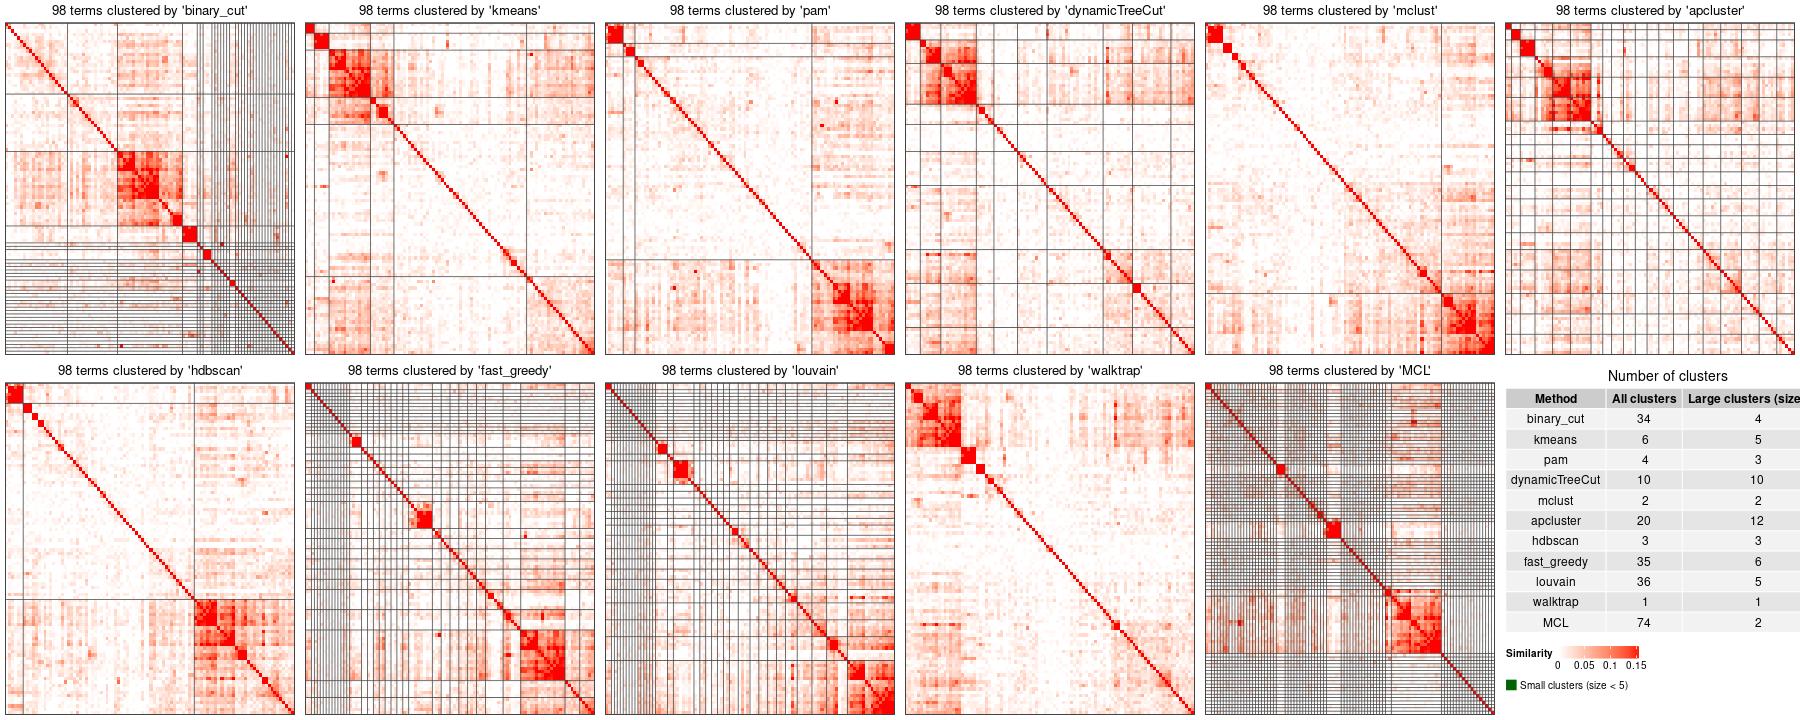 98 terms clustered by 'binary_cut'
98 terms clustered by 'kmeans'
98 terms clustered by 'pam'
98 terms clustered by 'dynamicTreeCut'
98 terms clustered by 'mclust'
98 terms clustered by 'apcluster'
98 terms clustered by 'hdbscan'
98 terms clustered by 'fast_greedy'
98 terms clustered by 'louvain'
98 terms clustered by 'walktrap'
98 terms clustered by 'MCL'
Number of clusters
Method All clusters Large clusters (size
binary_cut 34 4
kmeans 6 5
pam 4 3
dynamicTreeCut 10 10
mclust 2 2
apcluster 20 12
hdbscan 3 3
fast_greedy 35 6
louvain 36 5
walktrap 1 1
MCL 74 2
Similarity
0 0.05 0.1 0.15
Small clusters (size < 5)